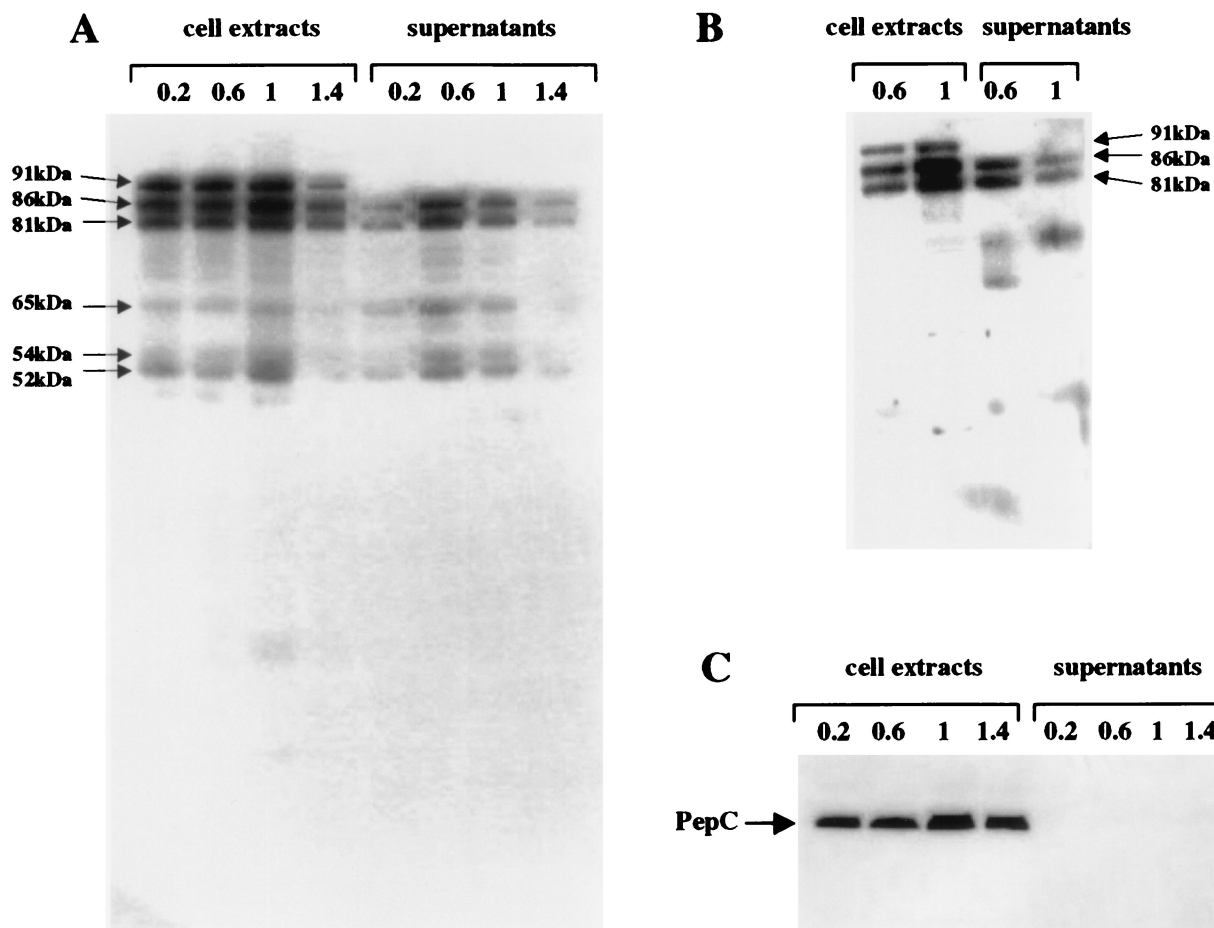 A
cell extracts supernatants
0.2 0.6 1 1.4 0.2 0.6 1 1.4
91kDa
86kDa
81kDa
65kDa
54kDa
52kDa
B
cell extracts supernatants
0.6 1 0.6 1
91kDa
86kDa
81kDa
C
cell extracts supernatants
0.2 0.6 1 1.4 0.2 0.6 1 1.4
PepC